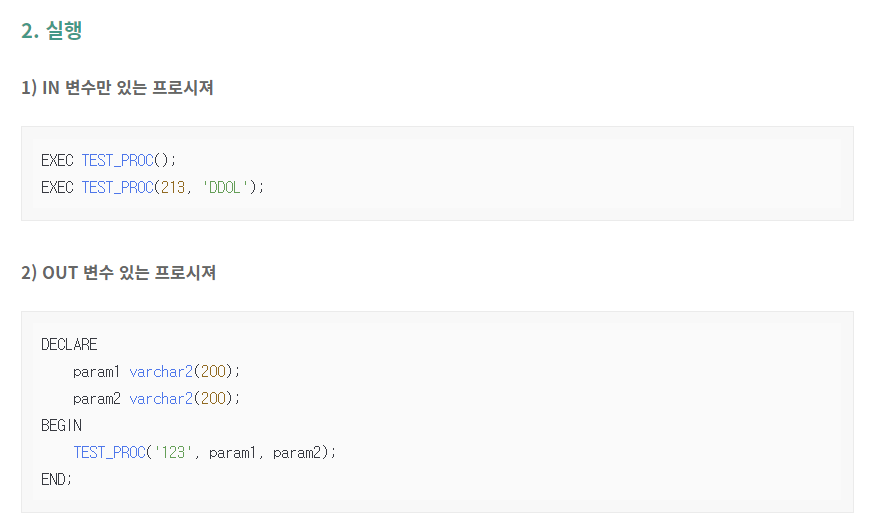 2. 실행
1) IN 변수만 있는 프로시져
EXEC TEST_PROC();
EXEC TEST_PROC(213, 'DDOL');
2) OUT 변수 있는 프로시져
DECLARE
    param1 varchar2(200);
    param2 varchar2(200);
BEGIN
    TEST_PROC('123', param1, param2);
END;